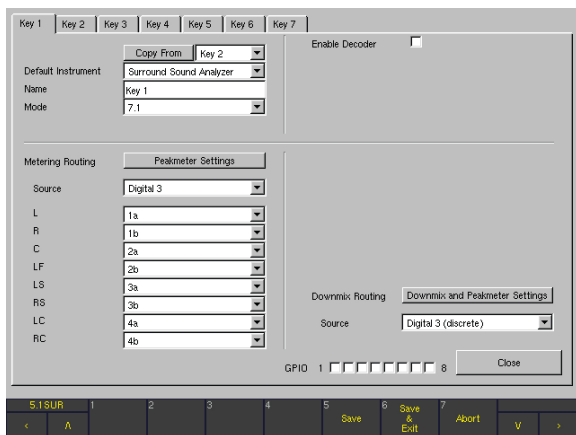 Key 1 Key 2 Key 3 Key 4 Key 5 Key 6 Key 7
Copy From Key 2
Enable Decoder
Default Instrument Surround Sound Analyzer
Name Key 1
Mode 7.1
Metering Routing Peakmeter Settings
Source Digital 3
L 1a
R 1b
C 2a
LF 2b
LS 3a
RS 3b
LC 4a
RC 4b
Downmix Routing Downmix and Peakmeter Settings
Source Digital 3 (discrete)
GPIO 1 8
Close
5.1SUR 1 2 3 4 5 6 7
Save
Save & Exit
Abort
< Λ V >